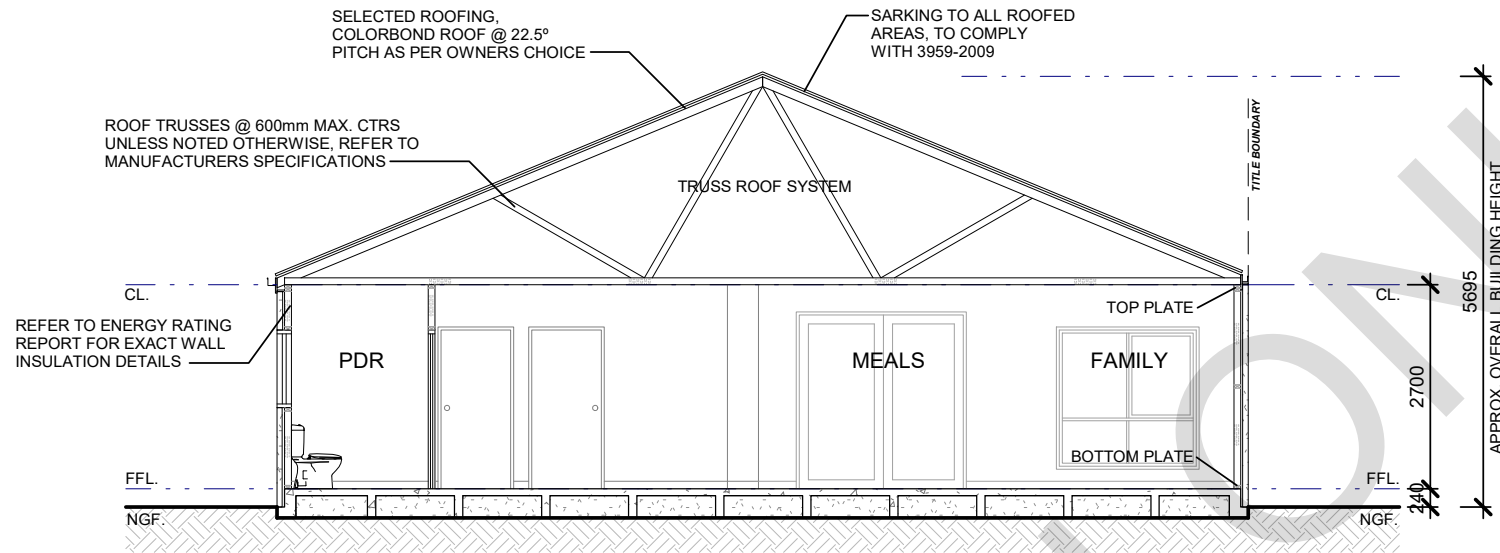 SELECTED ROOFING,
COLORBOND ROOF @ 22.5º
PITCH AS PER OWNERS CHOICE
SARKING TO ALL ROOFED
AREAS, TO COMPLY
WITH 3959-2009
ROOF TRUSSES @ 600mm MAX. CTRS
UNLESS NOTED OTHERWISE, REFER TO
MANUFACTURERS SPECIFICATIONS
TRUSS ROOF SYSTEM
TITLE BOUNDARY
CL.
REFER TO ENERGY RATING
REPORT FOR EXACT WALL
INSULATION DETAILS
PDR
MEALS
FAMILY
TOP PLATE
BOTTOM PLATE
CL.
FFL.
NGF.
FFL.
NGF.
2700
240
5695
APPROX. OVERALL BUILDING HEIGHT